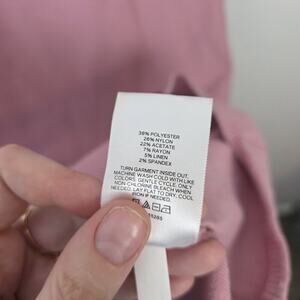 38% POLYESTER
26% NYLON
22% ACETATE
7% RAYON
5% LINEN
2% SPANDEX
TURN GARMENT INSIDE OUT.
MACHINE WASH COLD WITH LIKE
COLORS. GENTLE CYCLE. ONLY
NON CHLORINE BLEACH WHEN
NEEDED. LAY FLAT TO DRY. COOL
IRON IF NEEDED.